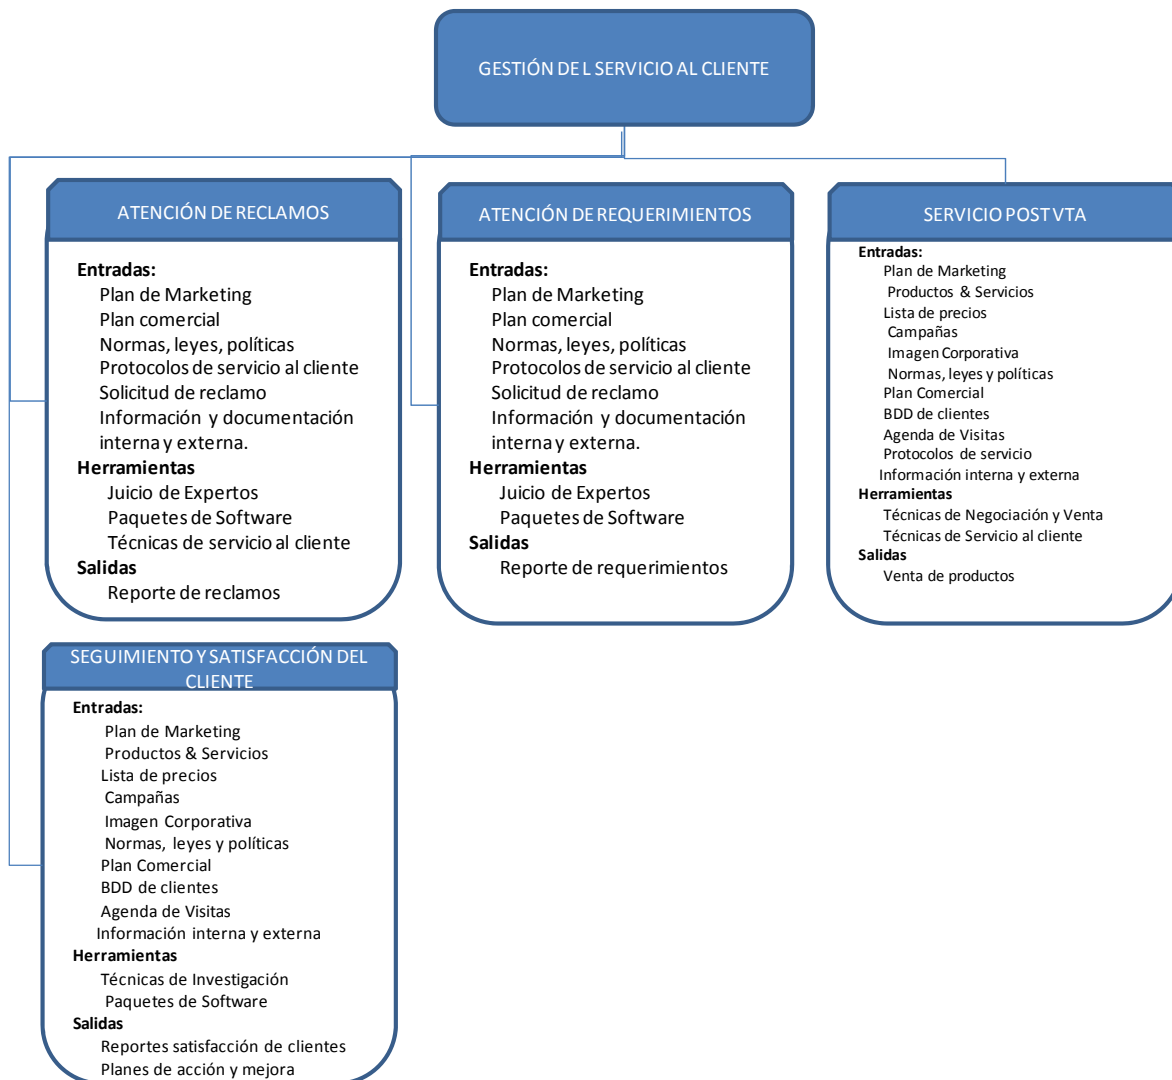 GESTIÓN DEL SERVICIO AL CLIENTE
ATENCIÓN DE RECLAMOS
Entradas:
Plan de Marketing
Plan comercial
Normas, leyes, políticas
Protocolos de servicio al cliente
Solicitud de reclamo
Información y documentación
interna y externa.
Herramientas
Juicio de Expertos
Paquetes de Software
Técnicas de servicio al cliente
Salidas
Reporte de reclamos
ATENCIÓN DE REQUERIMIENTOS
Entradas:
Plan de Marketing
Plan comercial
Normas, leyes, políticas
Protocolos de servicio al cliente
Solicitud de reclamo
Información y documentación
interna y externa.
Herramientas
Juicio de Expertos
Paquetes de Software
Salidas
Reporte de requerimientos
SERVICIO POST VTA
Entradas:
Plan de Marketing
Productos & Servicios
Lista de precios
Campañas
Imagen Corporativa
Normas, leyes y políticas
Plan Comercial
BDD de clientes
Agenda de Visitas
Protocolos de servicio
Información interna y externa
Herramientas
Técnicas de Negociación y Venta
Técnicas de Servicio al cliente
Salidas
Venta de productos
SEGUIMIENTO Y SATISFACCIÓN DEL
CLIENTE
Entradas:
Plan de Marketing
Productos & Servicios
Lista de precios
Campañas
Imagen Corporativa
Normas, leyes y políticas
Plan Comercial
BDD de clientes
Agenda de Visitas
Información interna y externa
Herramientas
Técnicas de Investigación
Paquetes de Software
Salidas
Reportes satisfacción de clientes
Planes de acción y mejora